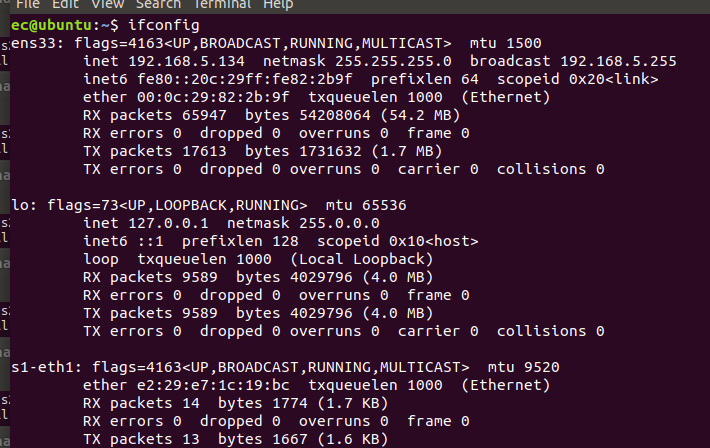 File Edit View Search Terminal Help
ec@ubuntu:~$ ifconfig
ens33: flags=4163<UP,BROADCAST,RUNNING,MULTICAST>  mtu 1500
        inet 192.168.5.134  netmask 255.255.255.0  broadcast 192.168.5.255
        inet6 fe80::20c:29ff:fe82:2b9f  prefixlen 64  scopeid 0x20<link>
        ether 00:0c:29:82:2b:9f  txqueuelen 1000  (Ethernet)
        RX packets 65947  bytes 54208064 (54.2 MB)
        RX errors 0  dropped 0  overruns 0  frame 0
        TX packets 17613  bytes 1731632 (1.7 MB)
        TX errors 0  dropped 0 overruns 0  carrier 0  collisions 0

lo: flags=73<UP,LOOPBACK,RUNNING>  mtu 65536
        inet 127.0.0.1  netmask 255.0.0.0
        inet6 ::1  prefixlen 128  scopeid 0x10<host>
        loop  txqueuelen 1000  (Local Loopback)
        RX packets 9589  bytes 4029796 (4.0 MB)
        RX errors 0  dropped 0  overruns 0  frame 0
        TX packets 9589  bytes 4029796 (4.0 MB)
        TX errors 0  dropped 0 overruns 0  carrier 0  collisions 0

s1-eth1: flags=4163<UP,BROADCAST,RUNNING,MULTICAST>  mtu 9520
        ether e2:29:e7:1c:19:bc  txqueuelen 1000  (Ethernet)
        RX packets 14  bytes 1774 (1.7 KB)
        RX errors 0  dropped 0  overruns 0  frame 0
        TX packets 13  bytes 1667 (1.6 KB)